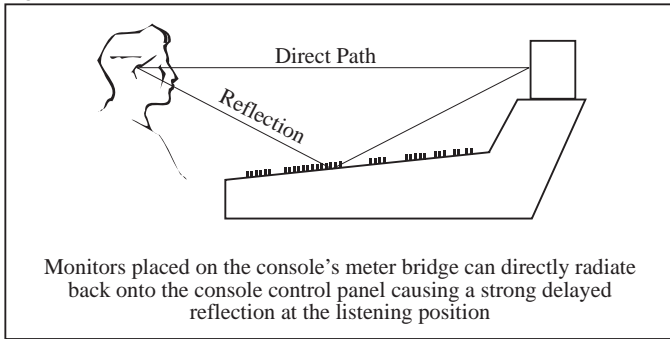 Direct Path
Reflection
Monitors placed on the console's meter bridge can directly radiate
back onto the console control panel causing a strong delayed
reflection at the listening position